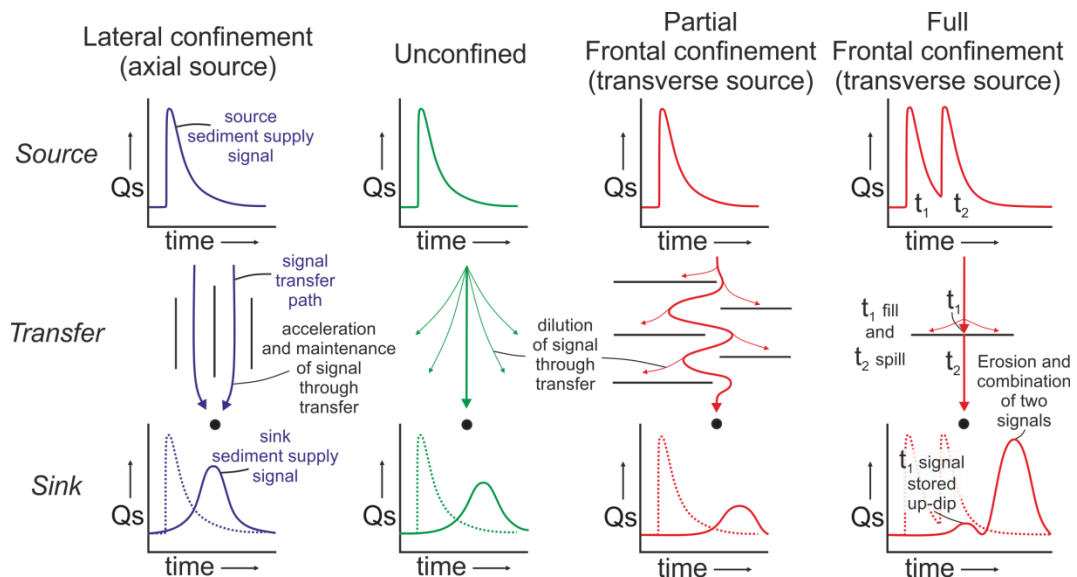 Lateral confinement
(axial source)
Unconfined
Partial
Frontal confinement
(transverse source)
Full
Frontal confinement
(transverse source)
Source
Qs
source
sediment supply
signal
time
Qs
time
Qs
time
Qs
t1
t2
time
Transfer
signal
transfer
path
acceleration
and maintenance
of signal
through
transfer
dilution
of signal
through
transfer
t1 fill
and
t2 spill
t1
t2
Erosion and
combination
of two
signals
Sink
Qs
sink
sediment supply
signal
time
Qs
time
Qs
time
Qs
t1 signal
stored
up-dip
time